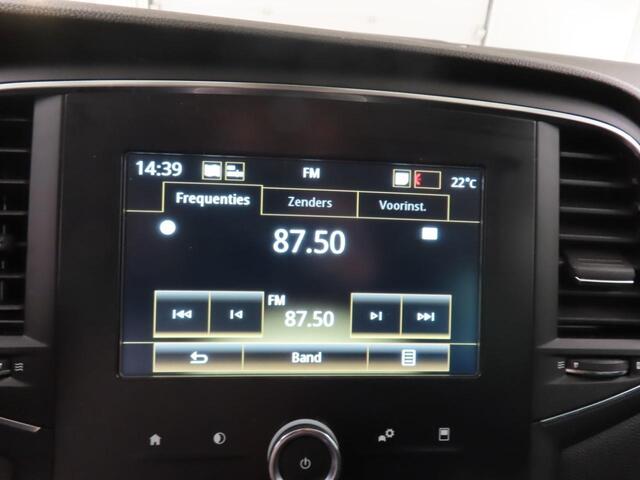 14:39 FM 22°C
Frequenties Zenders Voorinst.
87.50
FM
87.50
Band